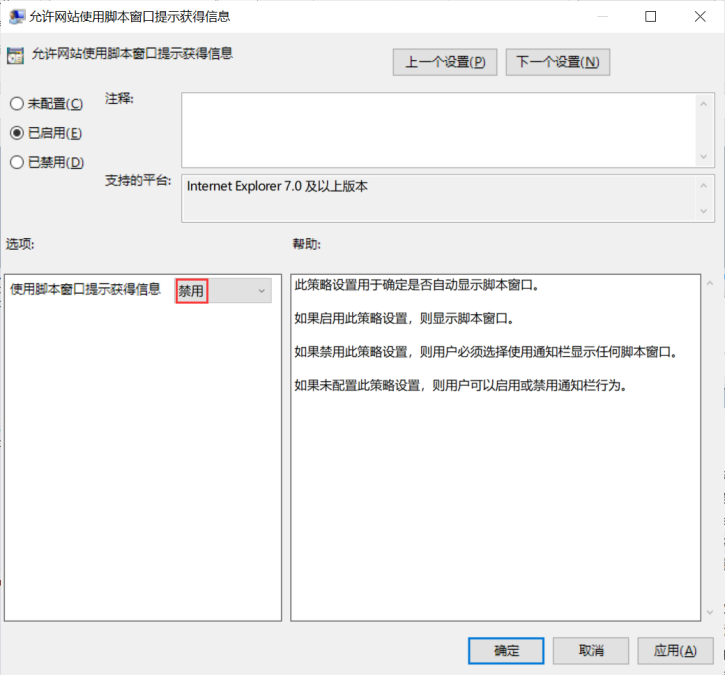 允许网站使用脚本窗口提示获得信息
允许网站使用脚本窗口提示获得信息
上一个设置(P)
下一个设置(N)
未配置(C)
注释:
已启用(E)
已禁用(D)
支持的平台:
Internet Explorer 7.0 及以上版本
选项:
帮助:
使用脚本窗口提示获得信息
禁用
此策略设置用于确定是否自动显示脚本窗口。
如果启用此策略设置，则显示脚本窗口。
如果禁用此策略设置，则用户必须选择使用通知栏显示任何脚本窗口。
如果未配置此策略设置，则用户可以启用或禁用通知栏行为。
确定
取消
应用(A)